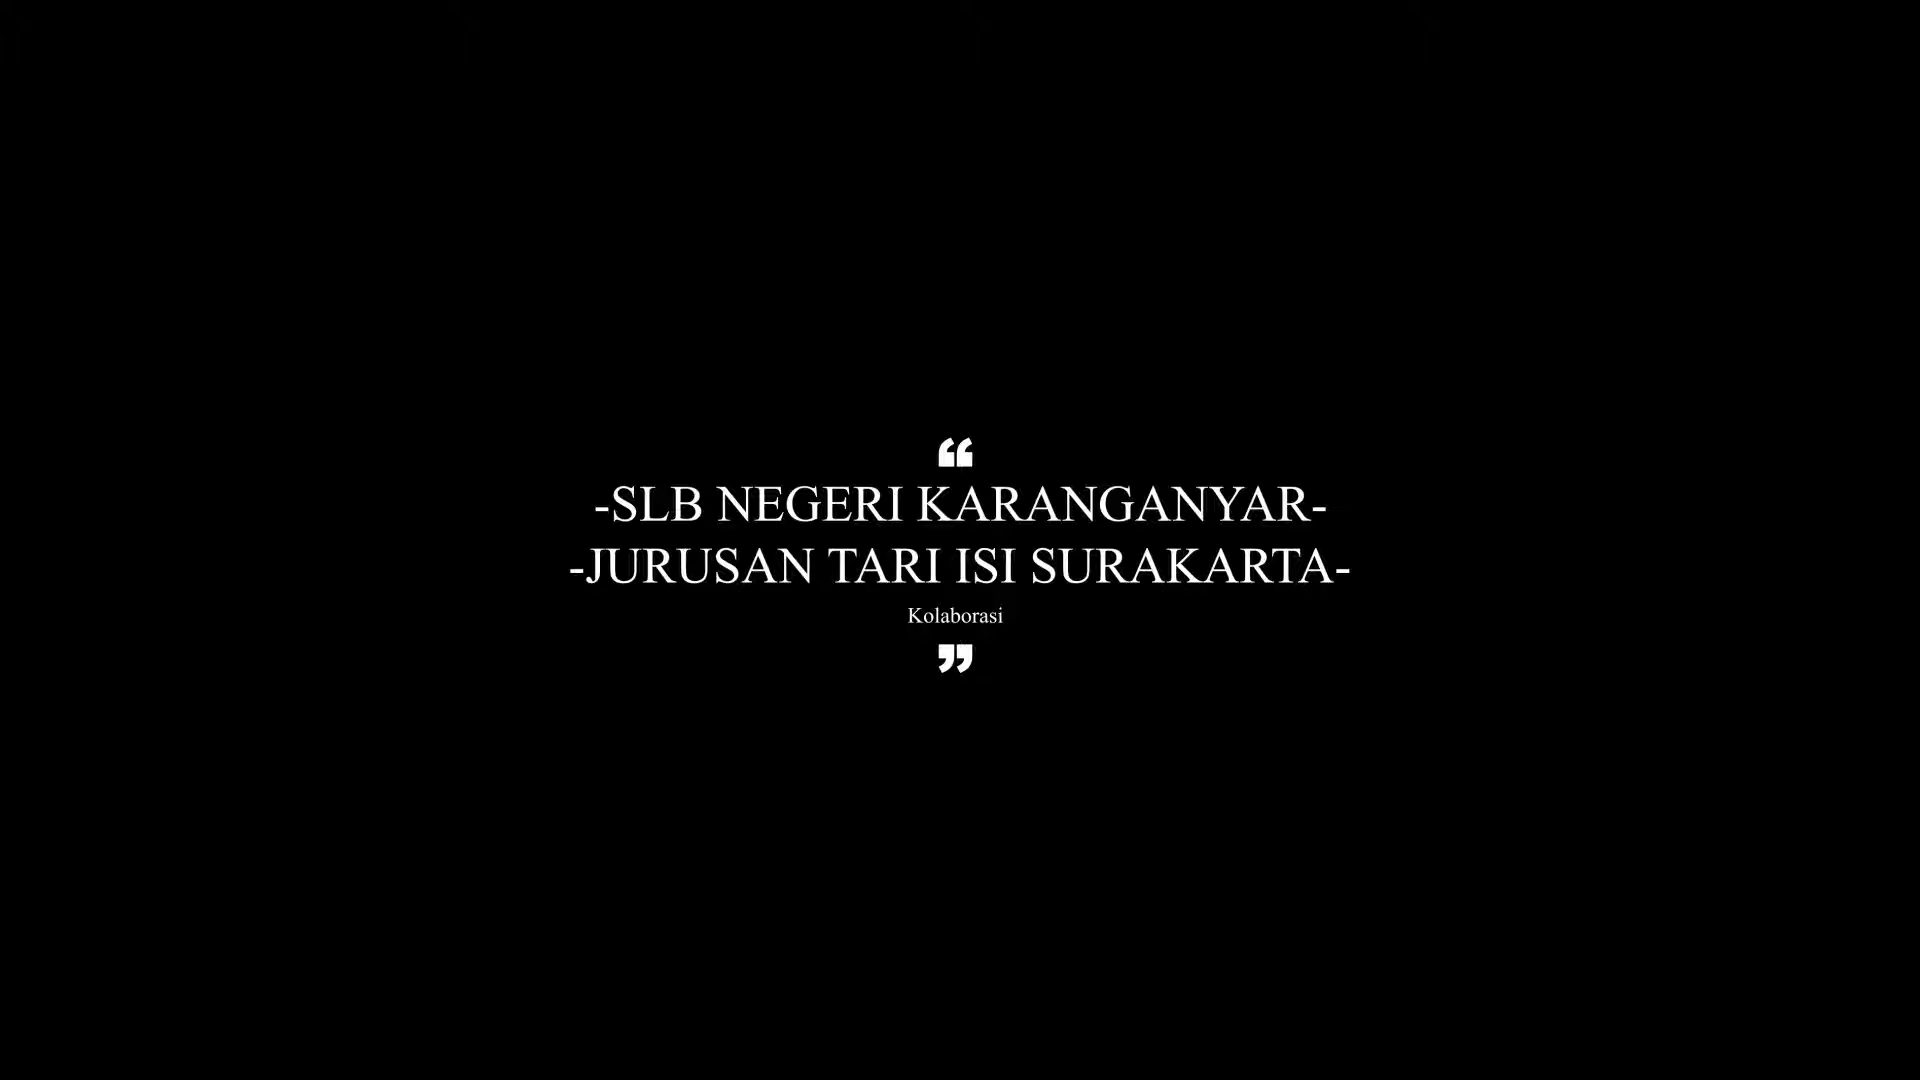 ❝
-SLB NEGERI KARANGANYAR-
-JURUSAN TARI ISI SURAKARTA-
Kolaborasi
❞